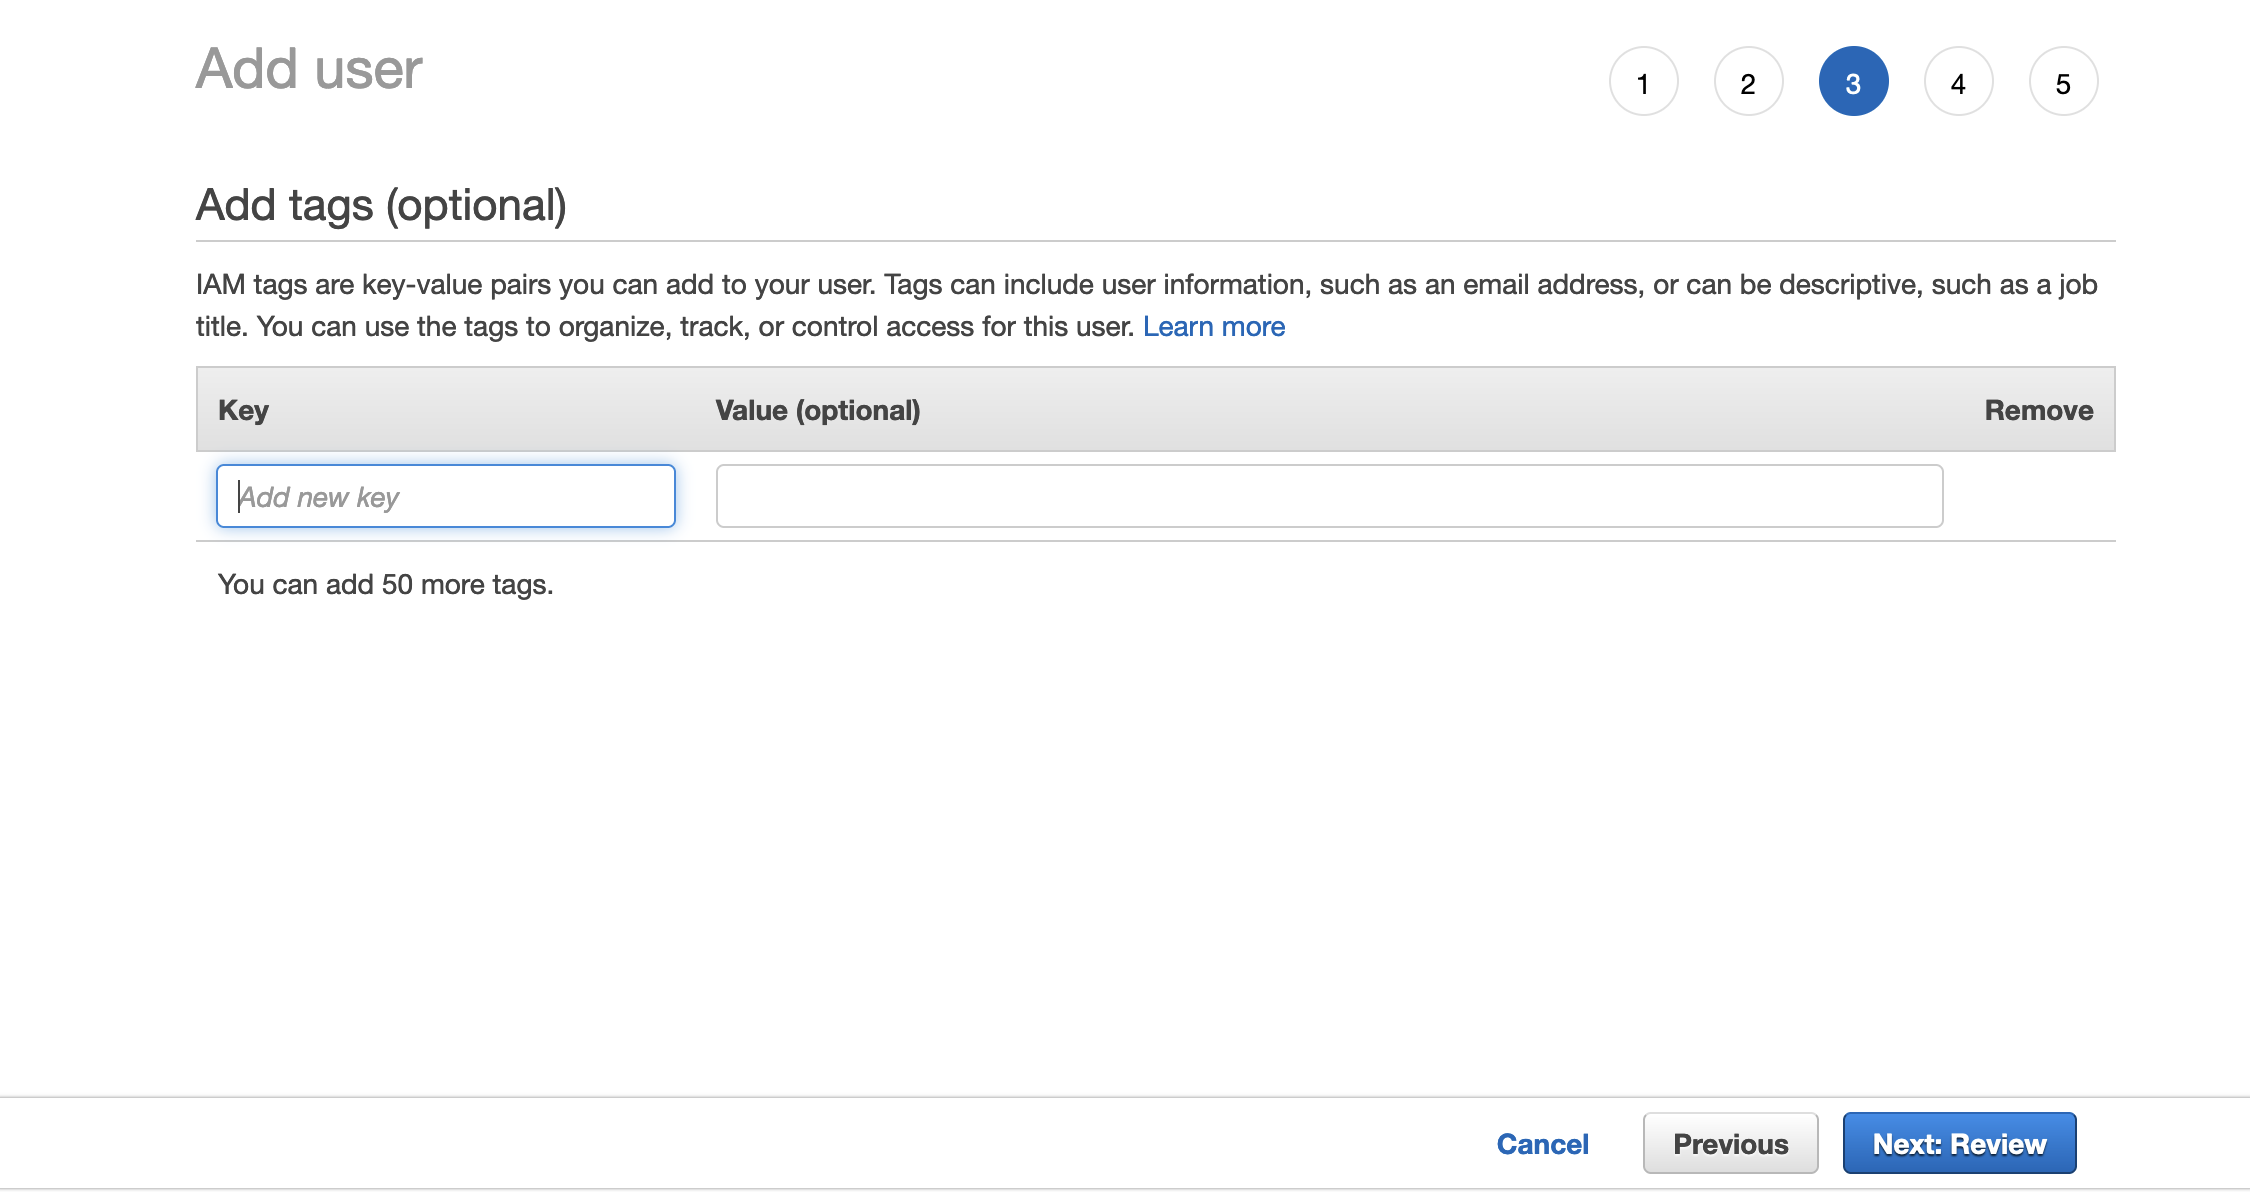 Add user
1 2 3 4 5
Add tags (optional)
IAM tags are key-value pairs you can add to your user. Tags can include user information, such as an email address, or can be descriptive, such as a job
title. You can use the tags to organize, track, or control access for this user. Learn more
Key Value (optional) Remove
Add new key
You can add 50 more tags.
Cancel Previous Next: Review